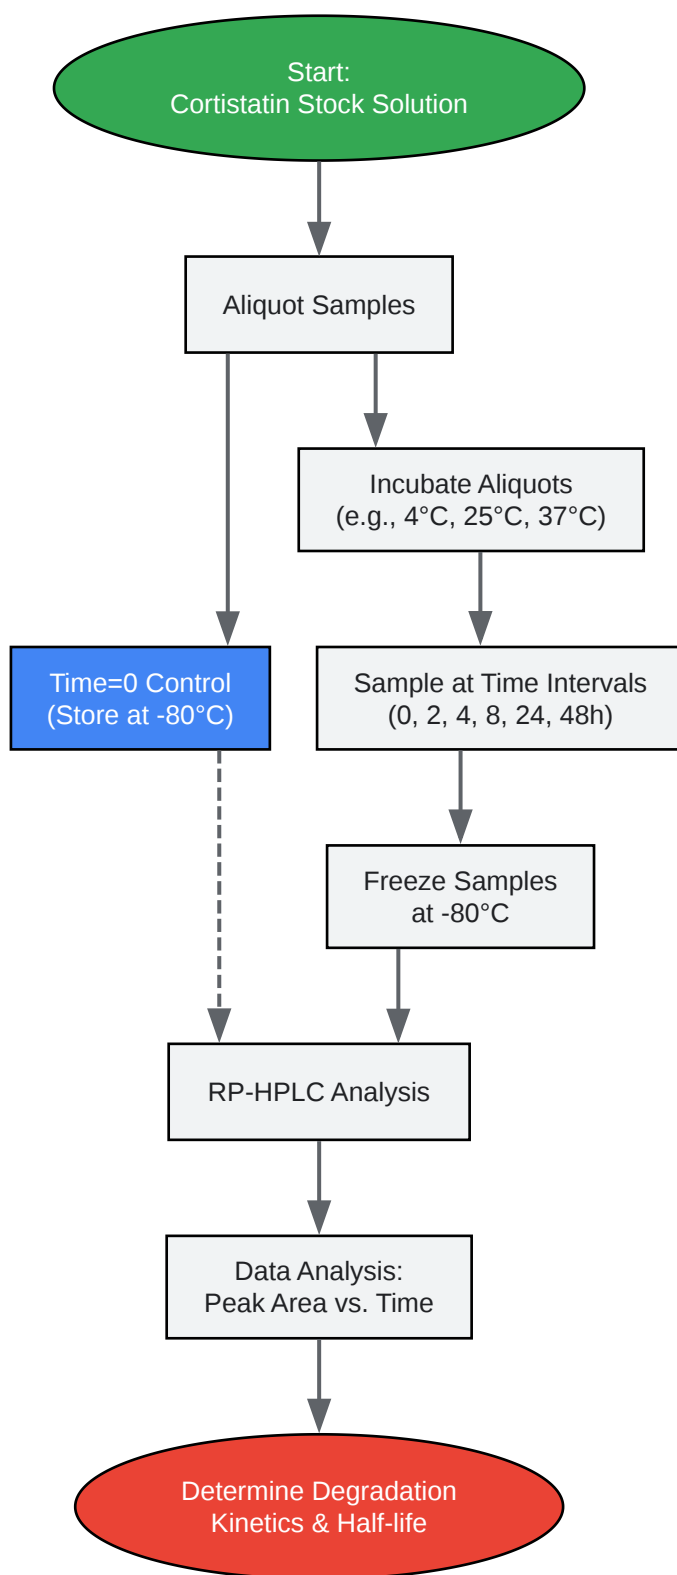 Start:
Cortistatin Stock Solution
Aliquot Samples
Incubate Aliquots
(e.g., 4°C, 25°C, 37°C)
Time=0 Control
(Store at -80°C)
Sample at Time Intervals
(0, 2, 4, 8, 24, 48h)
Freeze Samples
at -80°C
RP-HPLC Analysis
Data Analysis:
Peak Area vs. Time
Determine Degradation
Kinetics & Half-life